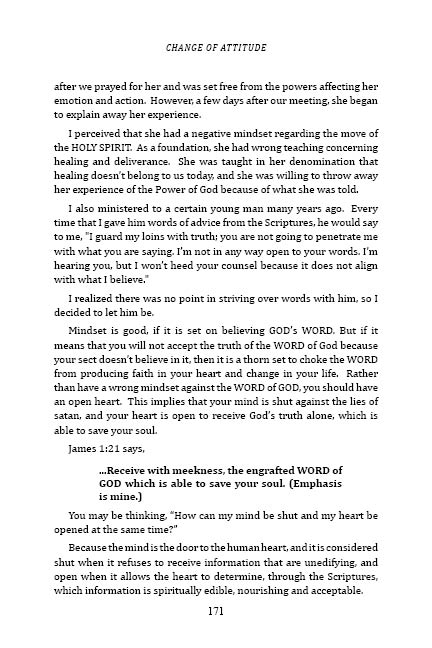 CHANGE OF ATTITUDE
after we prayed for her and was set free from the powers affecting her
emotion and action. However, a few days after our meeting, she began
to explain away her experience.
I perceived that she had a negative mindset regarding the move of
the HOLY SPIRIT. As a foundation, she had wrong teaching concerning
healing and deliverance. She was taught in her denomination that
healing doesn't belong to us today, and she was willing to throw away
her experience of the Power of God because of what she was told.
I also ministered to a certain young man many years ago. Every
time that I gave him words of advice from the Scriptures, he would say
to me, "I guard my loins with truth; you are not going to penetrate me
with what you are saying. I'm not in any way open to your words. I'm
hearing you, but I won't heed your counsel because it does not align
with what I believe."
I realized there was no point in striving over words with him, so I
decided to let him be.
Mindset is good, if it is set on believing GOD'S WORD. But if it
means that you will not accept the truth of the WORD of God because
your sect doesn't believe in it, then it is a thorn set to choke the WORD
from producing faith in your heart and change in your life. Rather
than have a wrong mindset against the WORD of GOD, you should have
an open heart. This implies that your mind is shut against the lies of
satan, and your heart is open to receive God's truth alone, which is
able to save your soul.
James 1:21 says,
...Receive with meekness, the engrafted WORD of
GOD which is able to save your soul. (Emphasis
is mine.)
You may be thinking, “How can my mind be shut and my heart be
opened at the same time?”
Because the mind is the door to the human heart, and it is considered
shut when it refuses to receive information that are unedifying, and
open when it allows the heart to determine, through the Scriptures,
which information is spiritually edible, nourishing and acceptable.
171